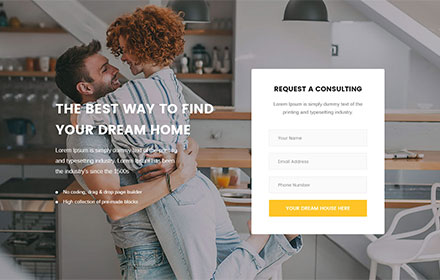 THE BEST WAY TO FIND
YOUR DREAM HOME
Lorem Ipsum is simply dummy text of the printing
and typesetting industry. Lorem Ipsum has been
the industry's since the 1500s
No coding, drag & drop page builder
High collection of pre-made blocks
REQUEST A CONSULTING
Lorem Ipsum is simply dummy text of the
printing and typesetting industry.
Your Name
Email Address
Phone Number
YOUR DREAM HOUSE HERE